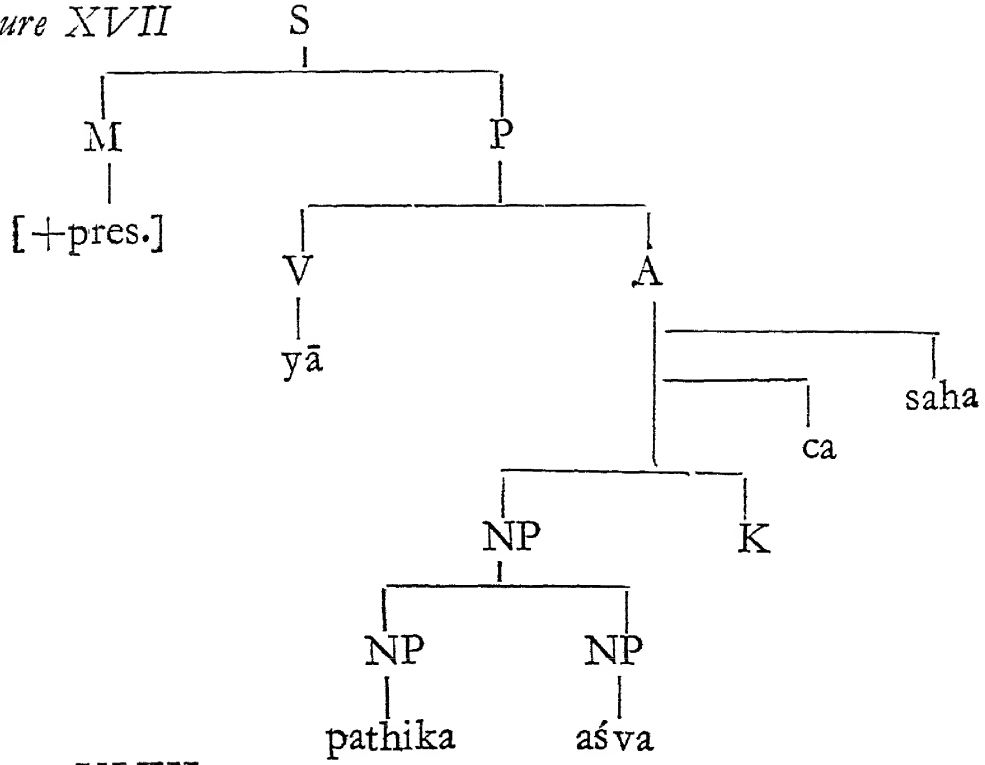 ure XVII S
M P
[+pres.]
V A
yā
saha
ca
NP K
NP NP
pathika aśva